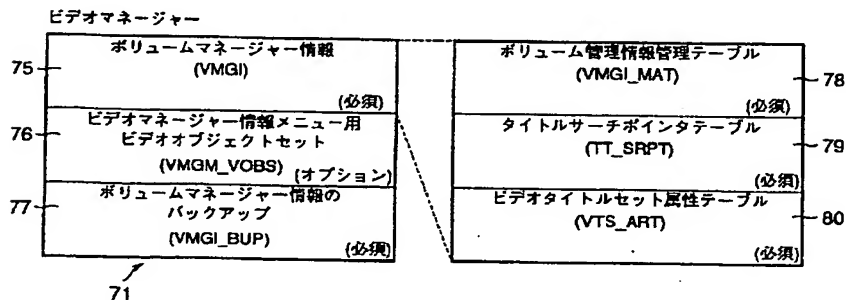 ビデオマネージャー
ボリュームマネージャー情報
(VMGI)
(必須)
75
ビデオマネージャー情報メニュー用
ビデオオブジェクトセット
(VMGM_VOBS)
(オプション)
76
ボリュームマネージャー情報の
バックアップ
(VMGI_BUP)
(必須)
77
71
ボリューム管理情報管理テーブル
(VMGI_MAT)
(必須)
78
タイトルサーチポインタテーブル
(TT_SRPT)
(必須)
79
ビデオタイトルセット属性テーブル
(VTS_ART)
(必須)
80